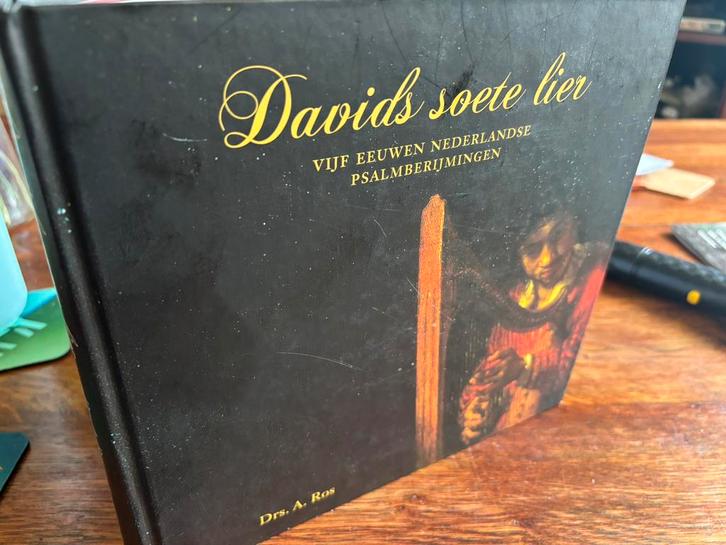 Davids soete lier
VIJF EEUWEN NEDERLANDSE
PSALMBERIJMINGEN
Drs. A. Ros